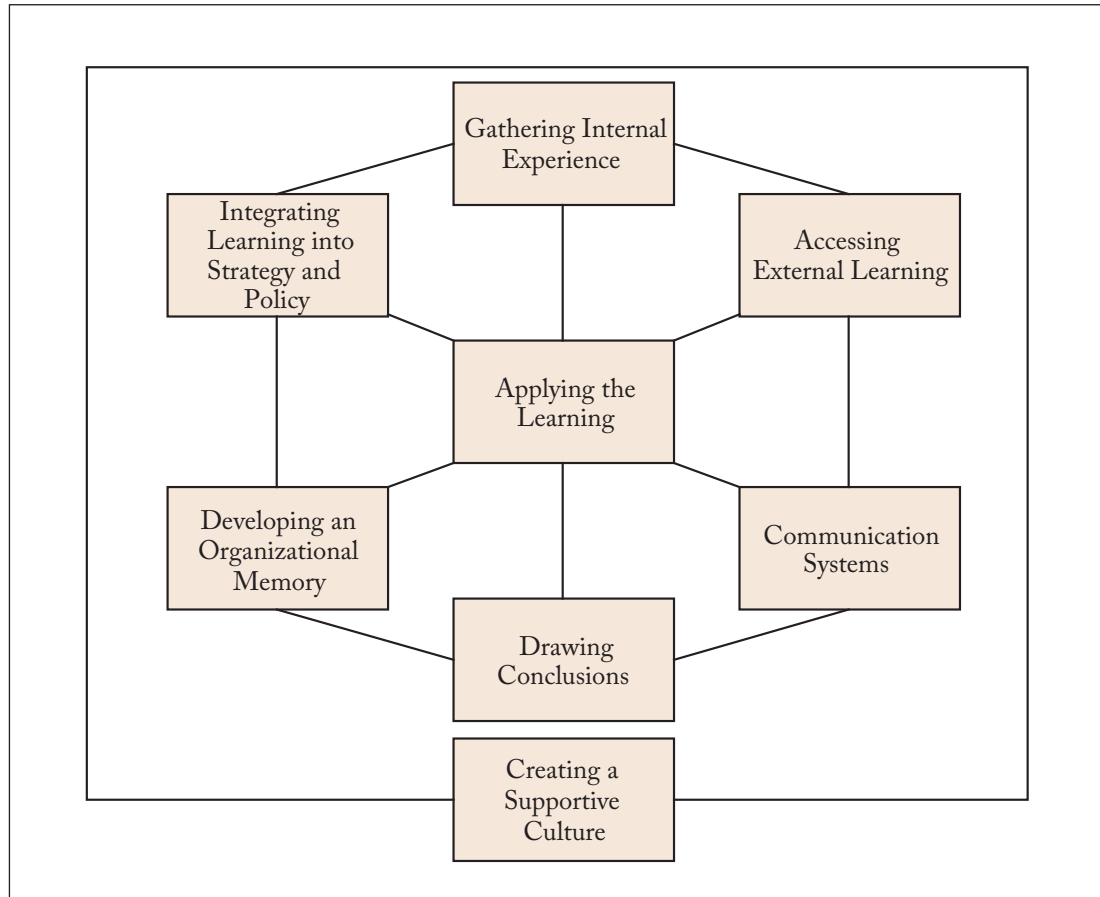 Gathering Internal
Experience
Integrating
Learning into
Strategy and
Policy
Accessing
External Learning
Applying the
Learning
Developing an
Organizational
Memory
Communication
Systems
Drawing
Conclusions
Creating a
Supportive
Culture